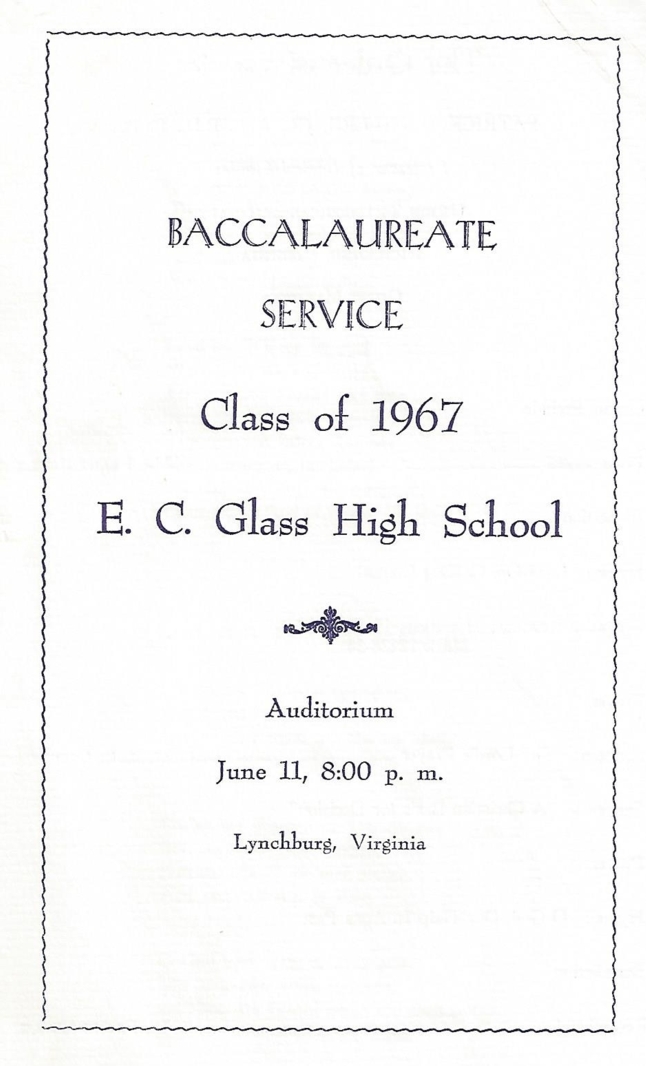 BACCALAUREATE
SERVICE
Class of 1967
E. C. Glass High School
Auditorium
June 11, 8:00 p. m.
Lynchburg, Virginia